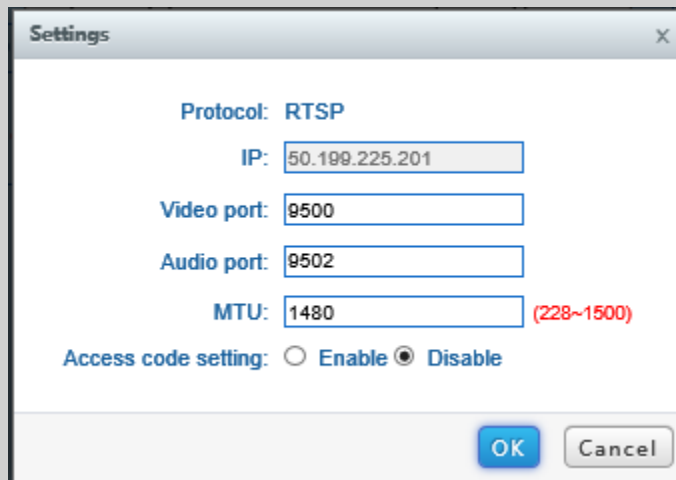 Settings x
Protocol: RTSP
IP: 50.199.225.201
Video port: 9500
Audio port: 9502
MTU: 1480 (228~1500)
Access code setting: Enable Disable
OK Cancel